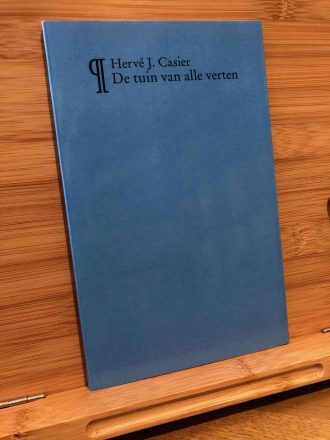 ¶ Hervé J. Casier
De tuin van alle verten